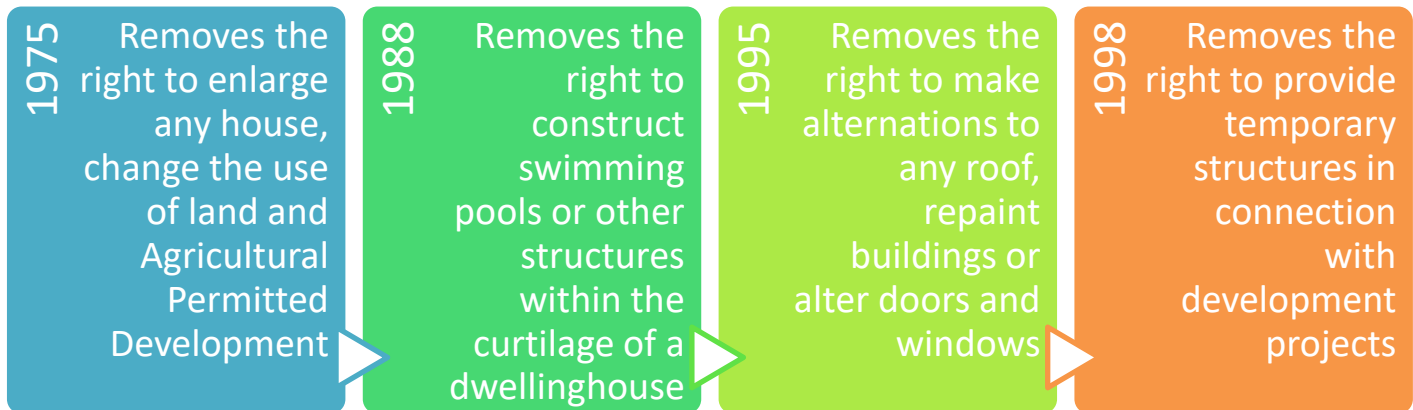 1975
Removes the
right to enlarge
any house,
change the use
of land and
Agricultural
Permitted
Development
1988
Removes the
right to
construct
swimming
pools or other
structures
within the
curtilage of a
dwellinghouse
1995
Removes the
right to make
alternations to
any roof,
repaint
buildings or
alter doors and
windows
1998
Removes the
right to provide
temporary
structures in
connection
with
development
projects